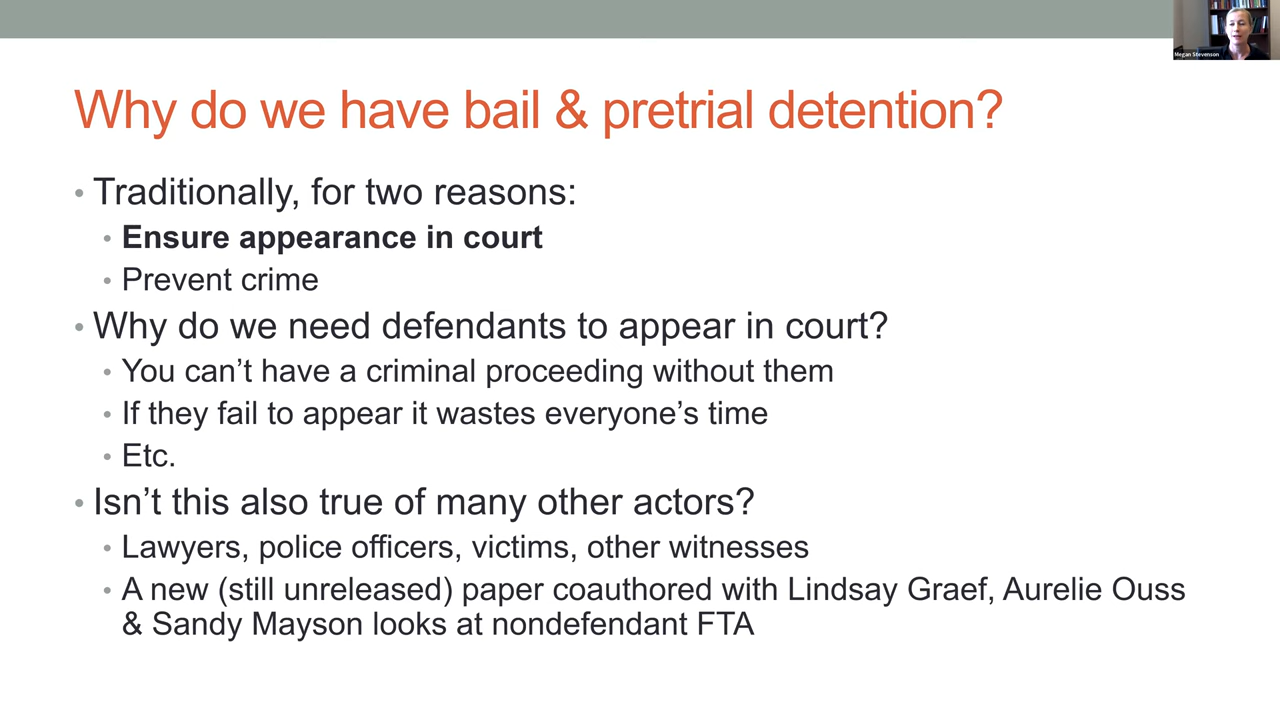 Megan Stevenson
Why do we have bail & pretrial detention?
• Traditionally, for two reasons:
• Ensure appearance in court
• Prevent crime
• Why do we need defendants to appear in court?
• You can’t have a criminal proceeding without them
• If they fail to appear it wastes everyone’s time
• Etc.
• Isn’t this also true of many other actors?
• Lawyers, police officers, victims, other witnesses
• A new (still unreleased) paper coauthored with Lindsay Graef, Aurelie Ouss
& Sandy Mayson looks at nondefendant FTA